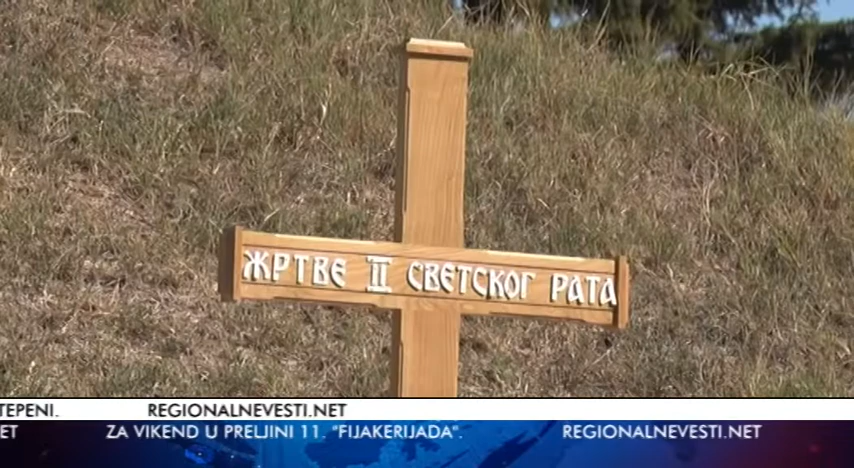 ЖРТВЕ II СВЕТСКОГ РАТА
TEPENI. REGIONALNEVESTI.NET
ET ZA VIKEND U PRELJINI 11. "FIJAKERIJADA". REGIONALNEVESTI.NET